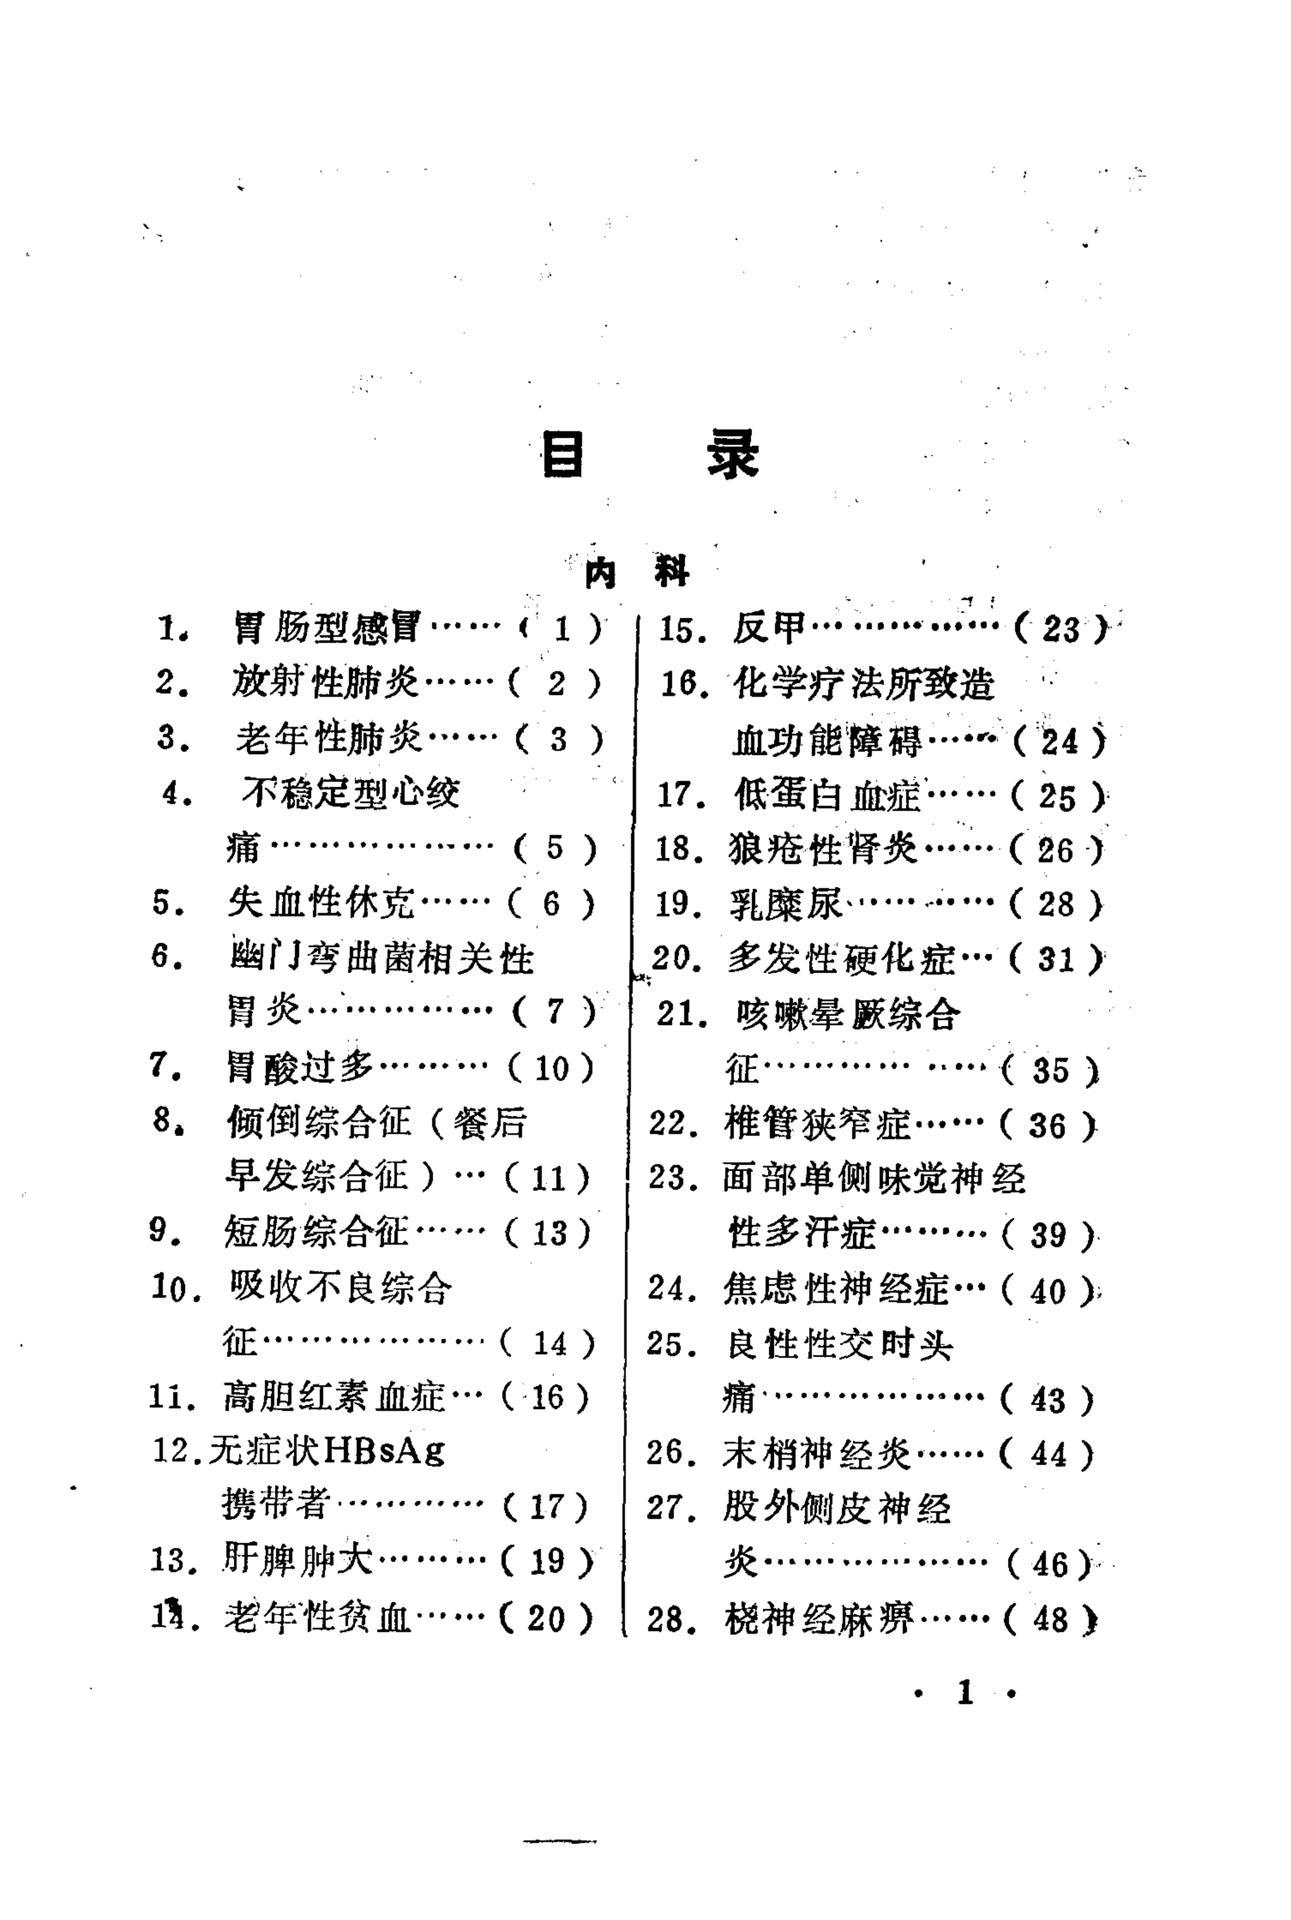 目 录
内 科
1. 胃肠型感冒……( 1 )
2. 放射性肺炎……( 2 )
3. 老年性肺炎……( 3 )
4. 不稳定型心绞
痛………………( 5 )
5. 失血性休克……( 6 )
6. 幽门弯曲菌相关性
胃炎……………( 7 )
7. 胃酸过多………(10)
8. 倾倒综合征(餐后
早发综合征)…(11)
9. 短肠综合征……(13)
10. 吸收不良综合
征………………(14)
11. 高胆红素血症…(16)
12.无症状HBsAg
携带者…………(17)
13. 肝脾肿大………(19)
14. 老年性贫血……(20)
15. 反甲……………(23)
16. 化学疗法所致造
血功能障碍……(24)
17. 低蛋白血症……(25)
18. 狼疮性肾炎……(26)
19. 乳糜尿…………(28)
20. 多发性硬化症…(31)
21. 咳嗽晕厥综合
征………………(35)
22. 椎管狭窄症……(36)
23. 面部单侧味觉神经
性多汗症………(39)
24. 焦虑性神经症…(40)
25. 良性性交时头
痛………………(43)
26. 末梢神经炎……(44)
27. 股外侧皮神经
炎………………(46)
28. 桡神经麻痹……(48)
· 1 ·